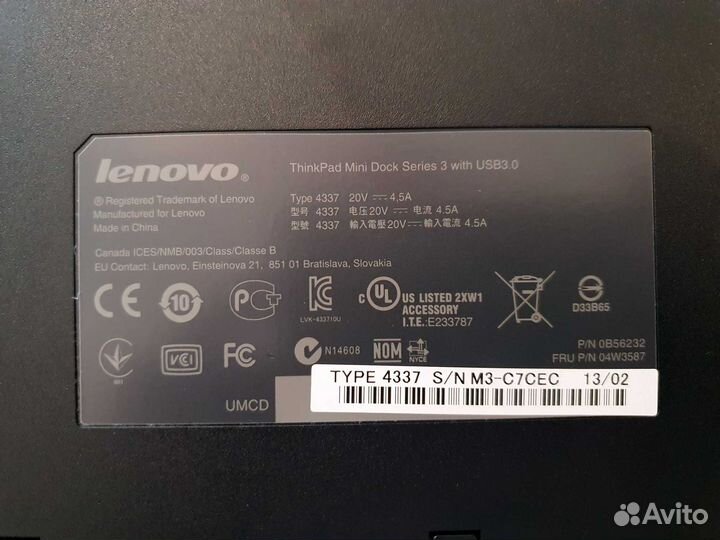 lenovo®
ThinkPad Mini Dock Series 3 with USB3.0
® Registered Trademark of Lenovo
Manufactured for Lenovo
Made in China
Type 4337 20V ⎓ 4,5A
型号 4337 电压20V ⎓ 电流 4.5A
型號 4337 輸入電壓20V ⎓ 輸入電流 4.5A
Canada ICES/NMB/003/Class/Classe B
EU Contact: Lenovo, Einsteinova 21, 851 01 Bratislava, Slovakia
CE
10
LVK-433710U
c UL US LISTED 2XW1
ACCESSORY
I.T.E.:E233787
D33B65
VCCI
FC
N14608
NOM
NYCE
P/N 0B56232
FRU P/N 04W3587
UMCD
TYPE 4337 S/N M3-C7CEC 13/02
Avito